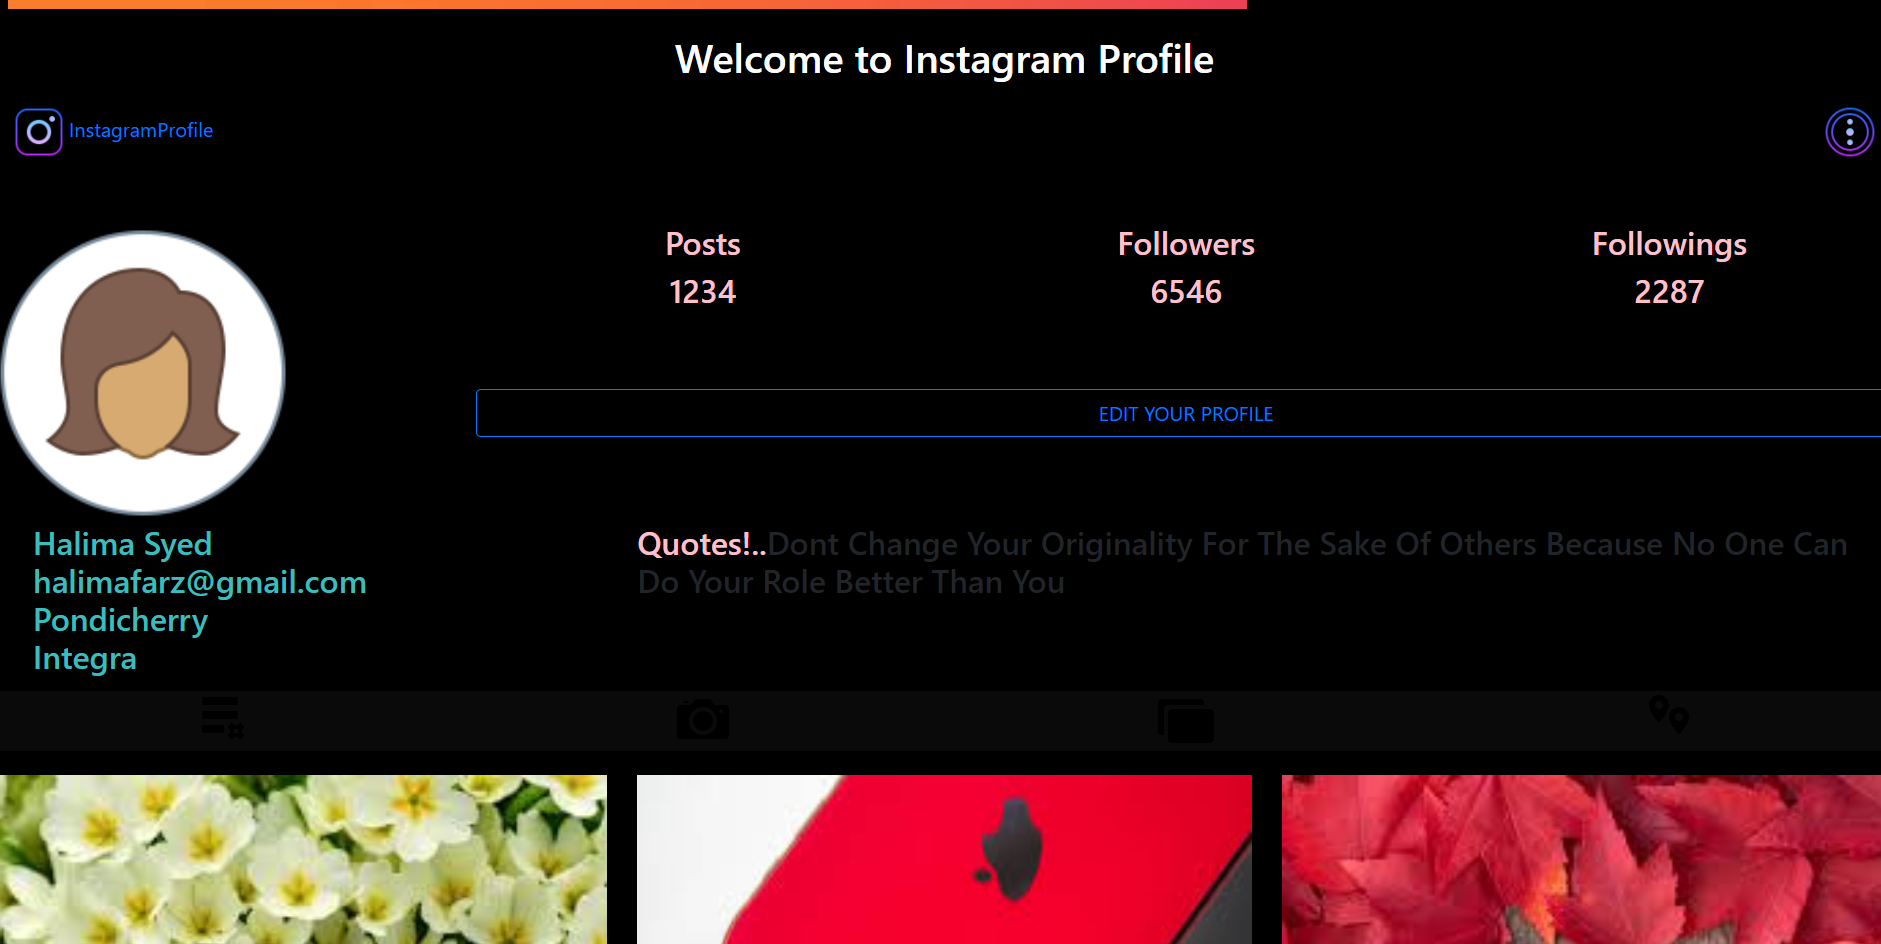 Welcome to Instagram Profile
InstagramProfile
Posts
1234
Followers
6546
Followings
2287
EDIT YOUR PROFILE
Halima Syed
halimafarz@gmail.com
Pondicherry
Integra
Quotes!..Dont Change Your Originality For The Sake Of Others Because No One Can
Do Your Role Better Than You